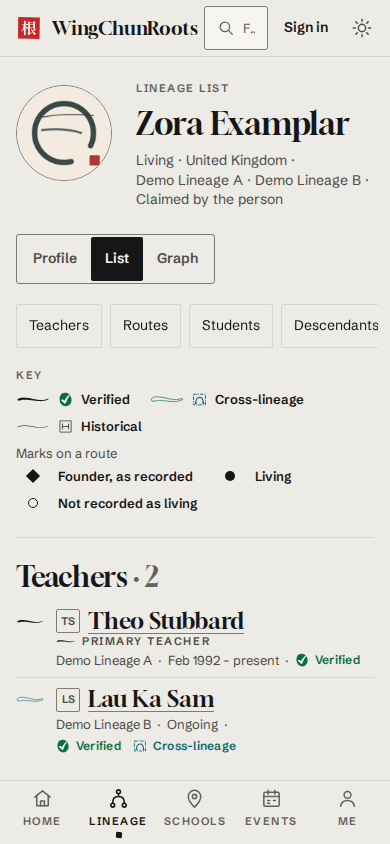 根 WingChunRoots F.. Sign in
LINEAGE LIST
Zora Examplar
Living · United Kingdom ·
Demo Lineage A · Demo Lineage B ·
Claimed by the person
Profile List Graph
Teachers Routes Students Descendants
KEY
Verified Cross-lineage
H Historical
Marks on a route
Founder, as recorded Living
Not recorded as living
Teachers · 2
TS Theo Stubbard
PRIMARY TEACHER
Demo Lineage A · Feb 1992 – present · Verified
LS Lau Ka Sam
Demo Lineage B · Ongoing ·
Verified Cross-lineage
HOME LINEAGE SCHOOLS EVENTS ME